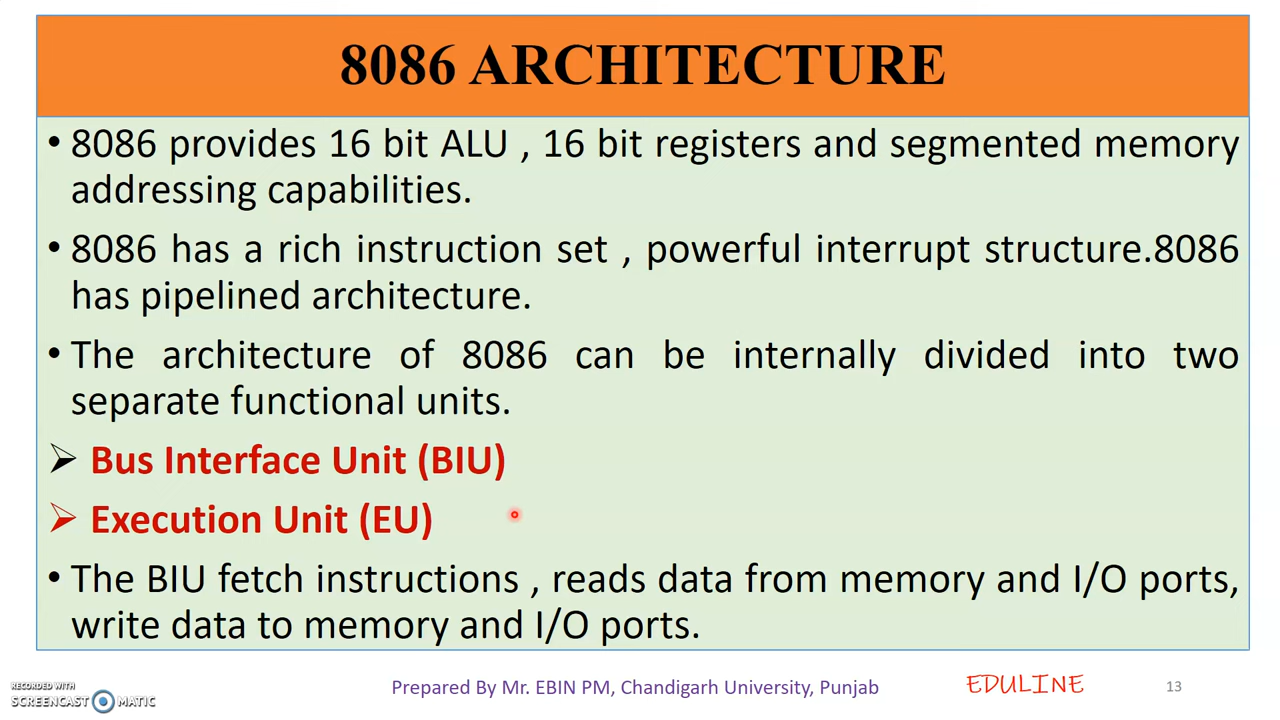 8086 ARCHITECTURE
• 8086 provides 16 bit ALU , 16 bit registers and segmented memory
addressing capabilities.
• 8086 has a rich instruction set , powerful interrupt structure.8086
has pipelined architecture.
• The architecture of 8086 can be internally divided into two
separate functional units.
➢ Bus Interface Unit (BIU)
➢ Execution Unit (EU)
• The BIU fetch instructions , reads data from memory and I/O ports,
write data to memory and I/O ports.
RECORDED WITH
SCREENCAST MATIC
Prepared By Mr. EBIN PM, Chandigarh University, Punjab
EDULINE
13